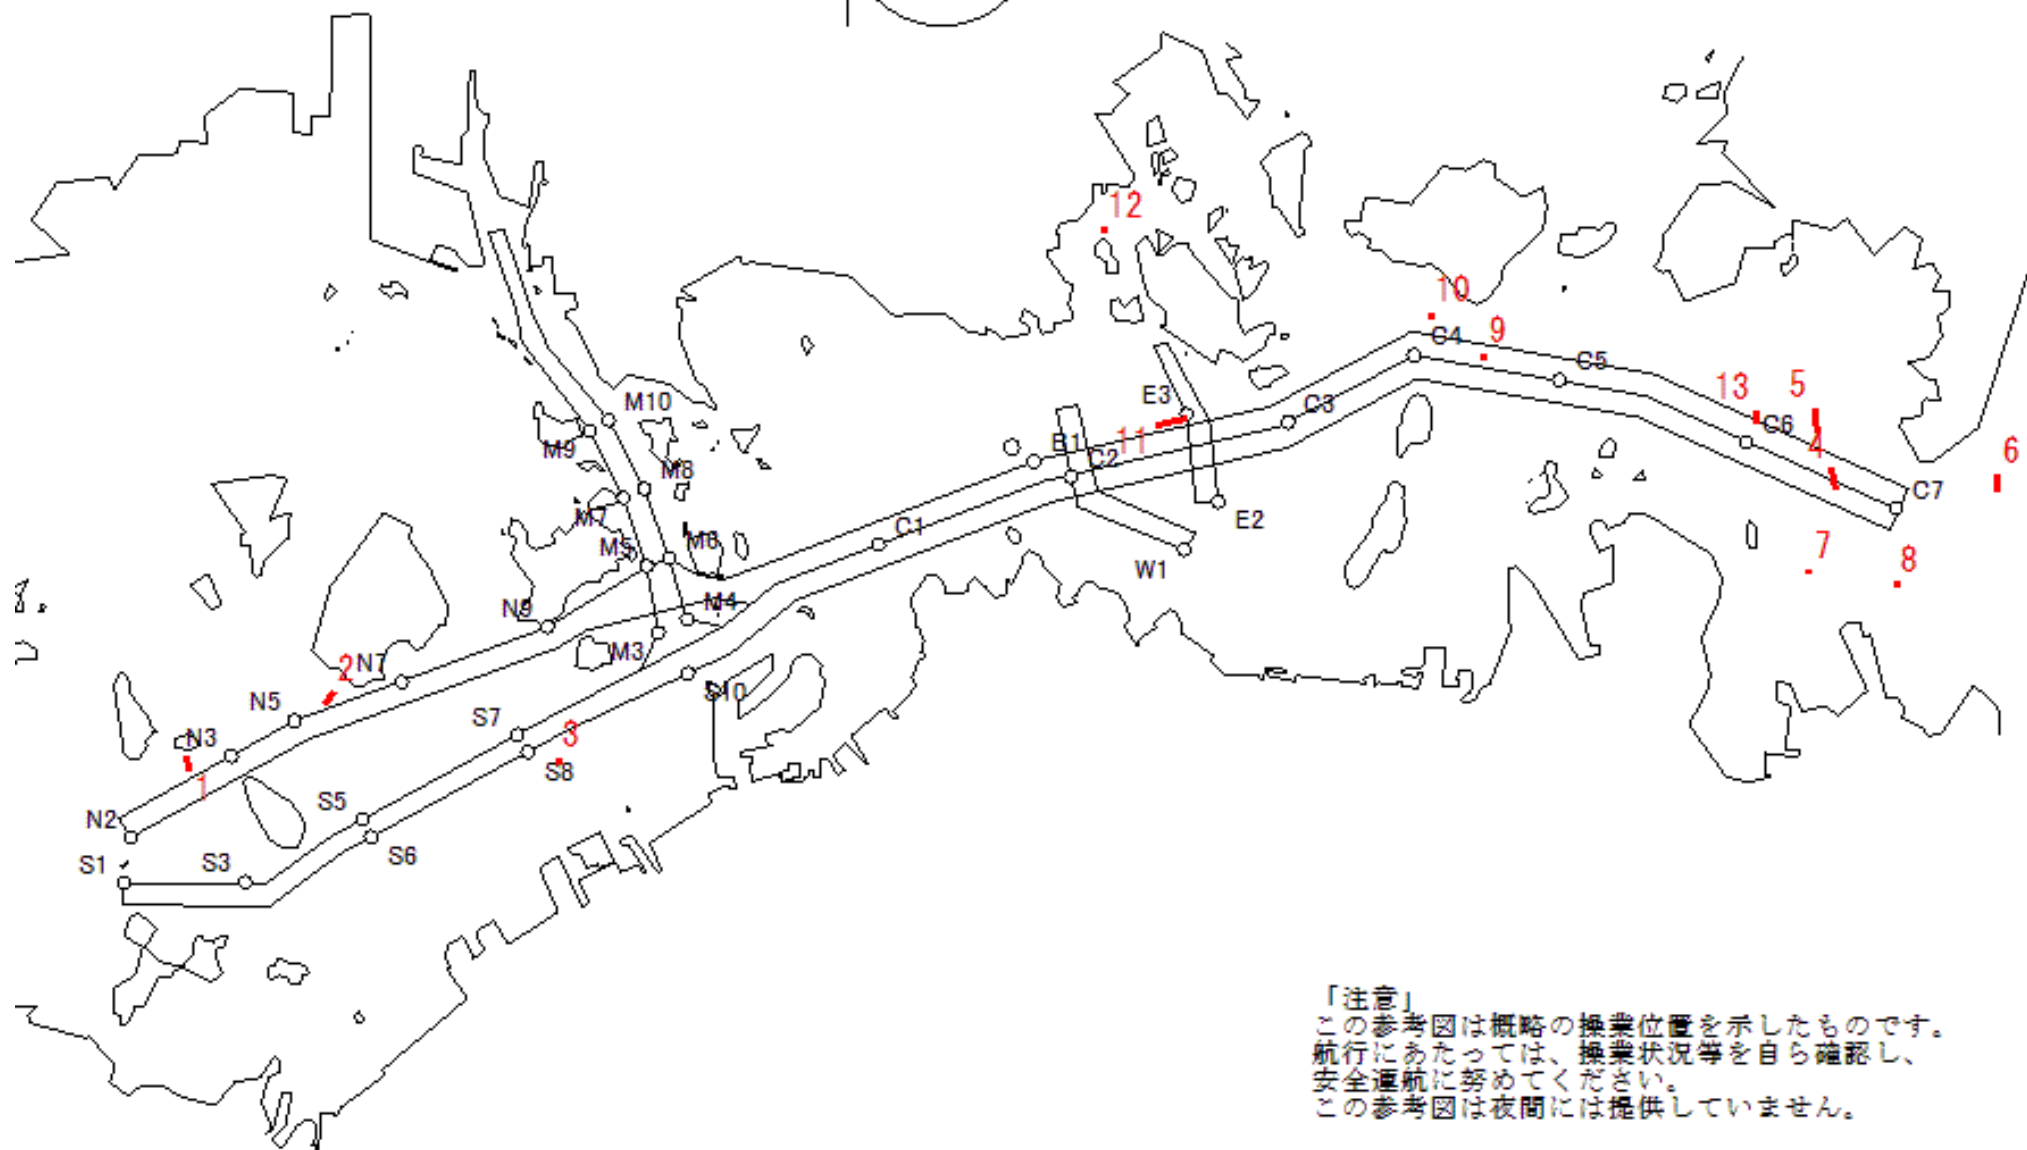 12
10
C4
9
C5
13
5
C6
E3
11
B1
C2
C3
4
6
C7
E2
W1
7
8
M10
M9
M8
M7
M5
M6
C1
N9
M4
M3
N7
2
S10
N5
S7
3
N3
S8
1
N2
S5
S1
S3
S6
「注意」
この参考図は概略の操業位置を示したものです。
航行にあたっては、操業状況等を自ら確認し、
安全運航に努めてください。
この参考図は夜間には提供していません。